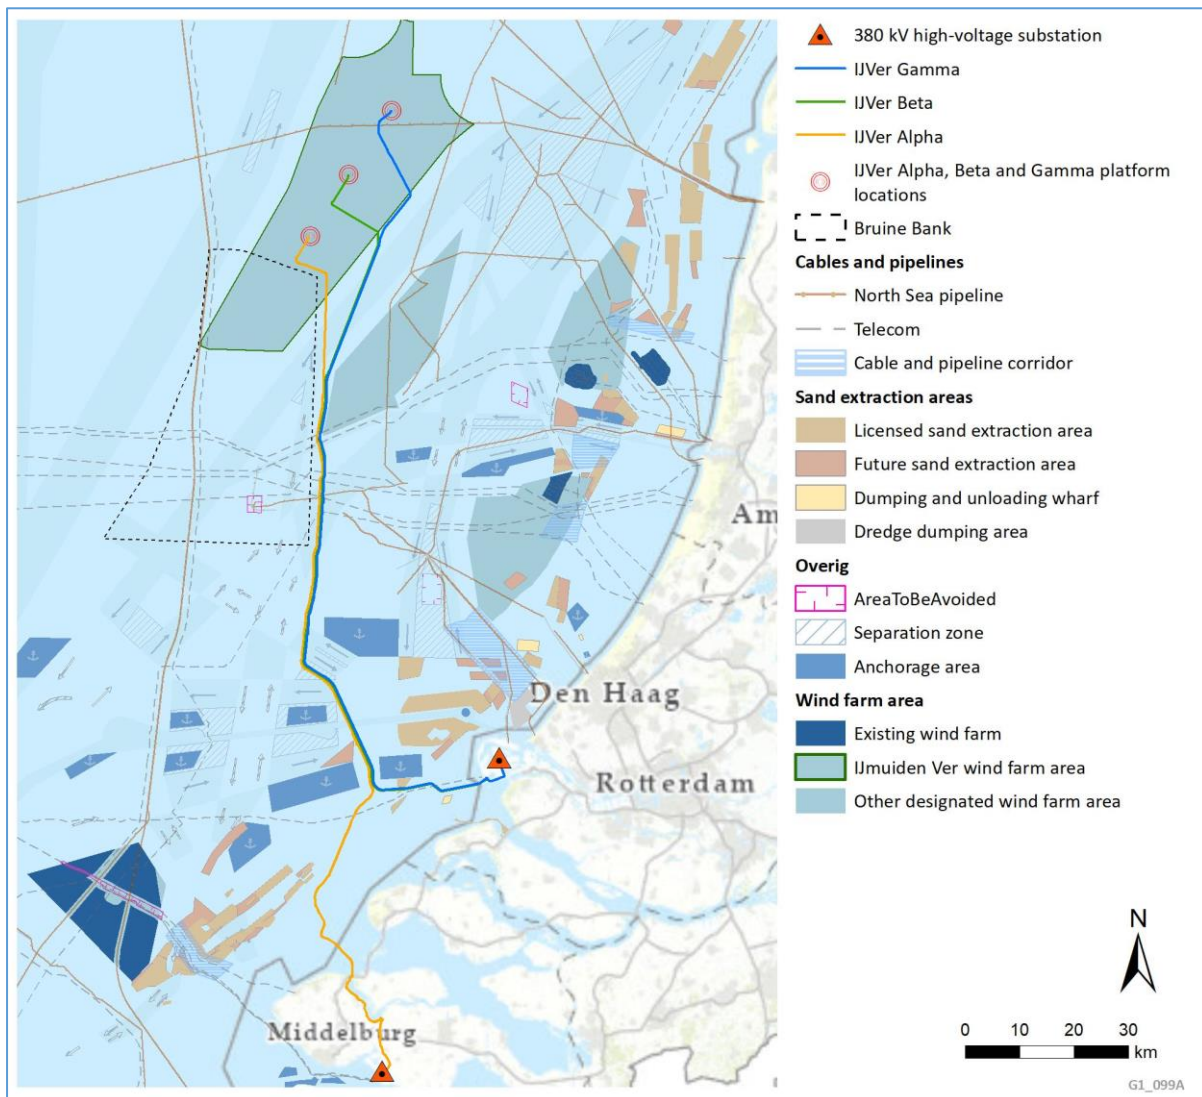 380 kV high-voltage substation
IJVer Gamma
IJVer Beta
IJVer Alpha
IJVer Alpha, Beta and Gamma platform
locations
Bruine Bank
Cables and pipelines
North Sea pipeline
Telecom
Cable and pipeline corridor
Sand extraction areas
Licensed sand extraction area
Future sand extraction area
Dumping and unloading wharf
Dredge dumping area
Overig
AreaToBeAvoided
Separation zone
Anchorage area
Wind farm area
Existing wind farm
IJmuiden Ver wind farm area
Other designated wind farm area
Am
Den Haag
Rotterdam
Middelburg
N
0 10 20 30
km
G1_099A